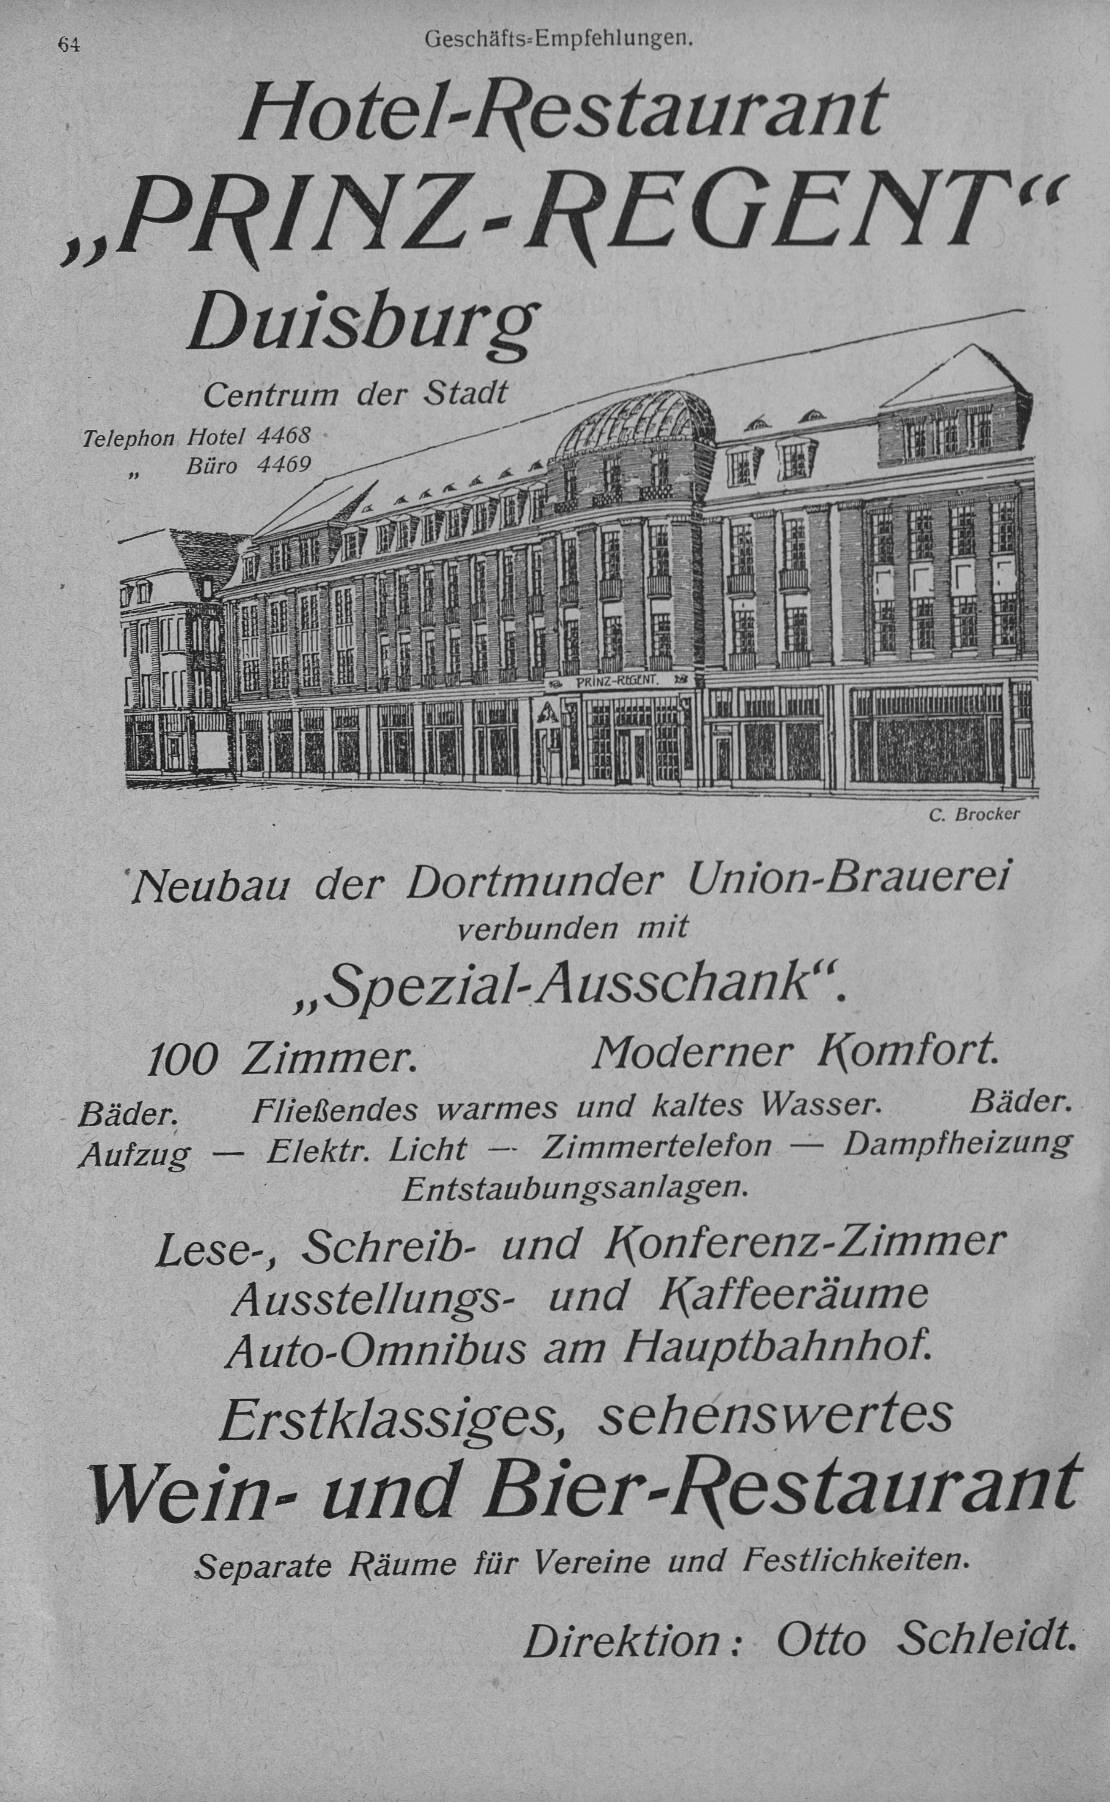 64
Geschäfts-Empfehlungen.
Hotel-Restaurant
„PRINZ-REGENT“
Duisburg
Centrum der Stadt
Telephon Hotel 4468
„ Büro 4469
PRINZ-REGENT.
C. Brocker
Neubau der Dortmunder Union-Brauerei
verbunden mit
„Spezial-Ausschank“.
100 Zimmer. Moderner Komfort.
Bäder. Fließendes warmes und kaltes Wasser. Bäder.
Aufzug — Elektr. Licht — Zimmertelefon — Dampfheizung
Entstaubungsanlagen.
Lese-, Schreib- und Konferenz-Zimmer
Ausstellungs- und Kaffeeräume
Auto-Omnibus am Hauptbahnhof.
Erstklassiges, sehenswertes
Wein- und Bier-Restaurant
Separate Räume für Vereine und Festlichkeiten.
Direktion: Otto Schleidt.